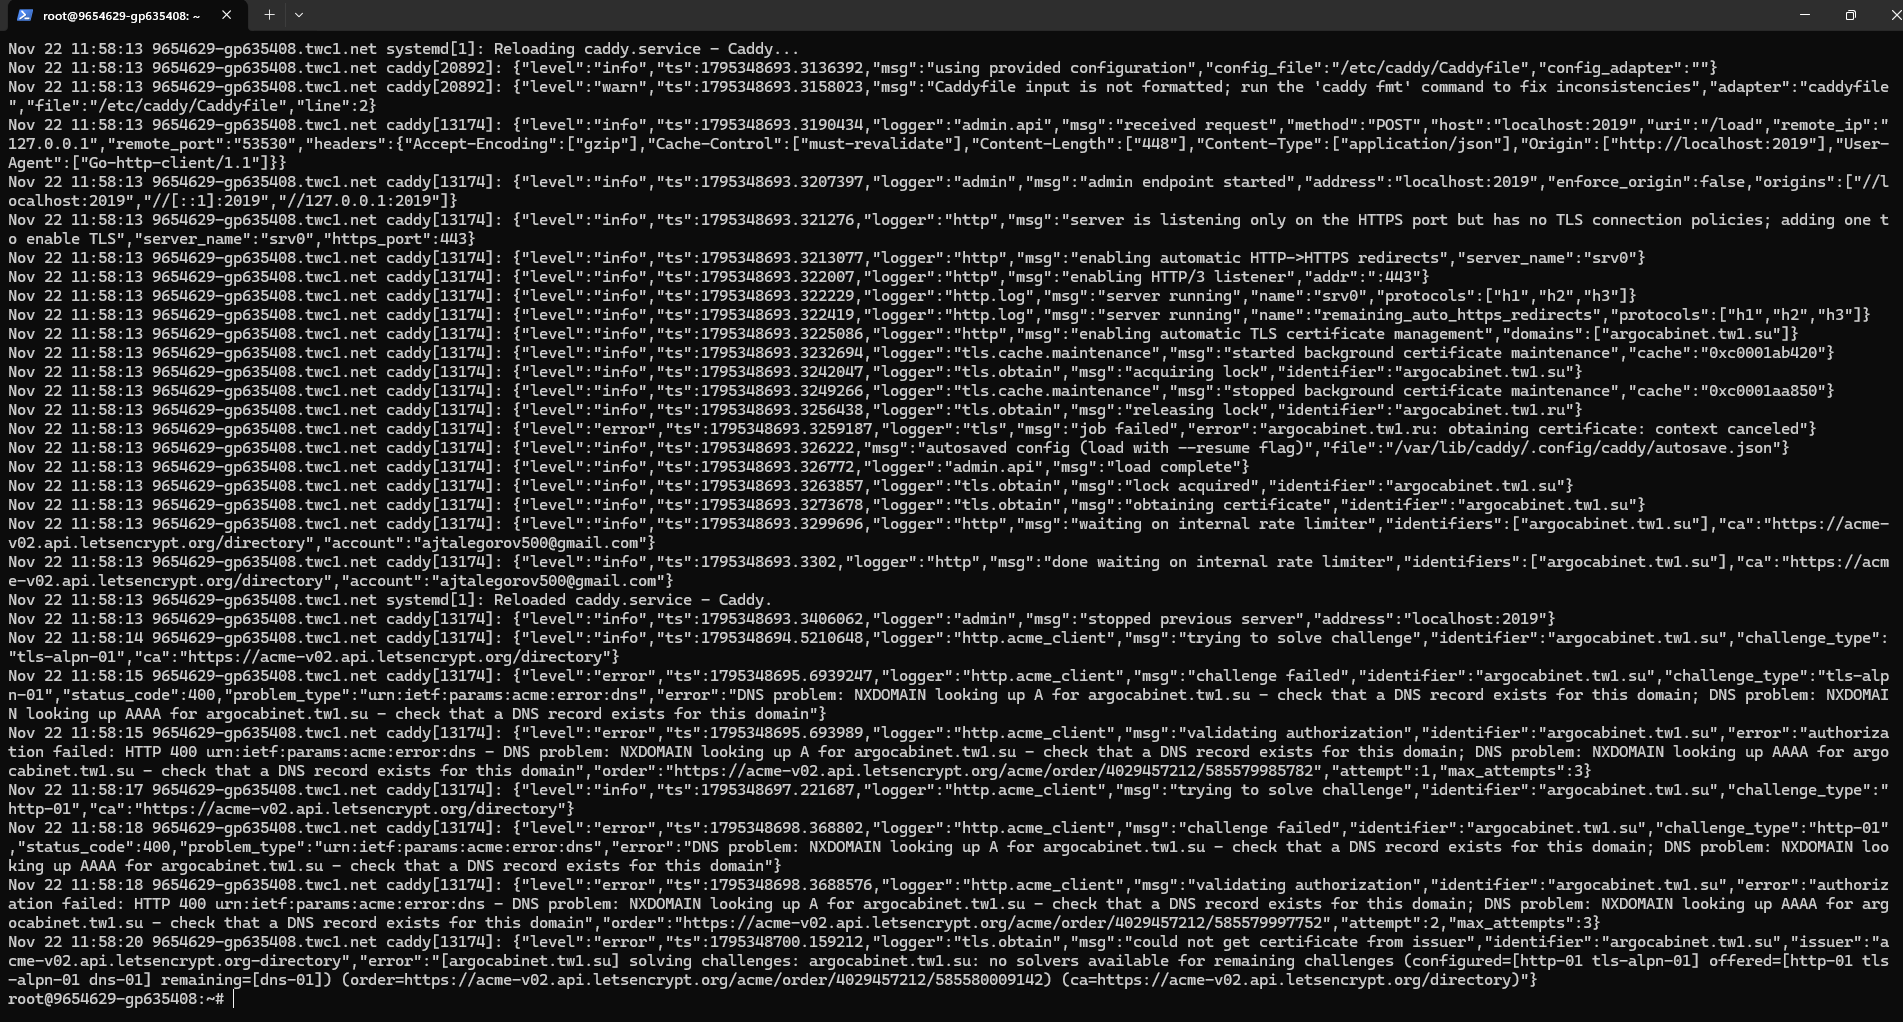 root@9654629-gp635408: ~
Nov 22 11:58:13 9654629-gp635408.twc1.net systemd[1]: Reloading caddy.service - Caddy...
Nov 22 11:58:13 9654629-gp635408.twc1.net caddy[20892]: {"level":"info","ts":1795348693.3136392,"msg":"using provided configuration","config_file":"/etc/caddy/Caddyfile","config_adapter":""}
Nov 22 11:58:13 9654629-gp635408.twc1.net caddy[20892]: {"level":"warn","ts":1795348693.3158023,"msg":"Caddyfile input is not formatted; run the 'caddy fmt' command to fix inconsistencies","adapter":"caddyfile
","file":"/etc/caddy/Caddyfile","line":2}
Nov 22 11:58:13 9654629-gp635408.twc1.net caddy[13174]: {"level":"info","ts":1795348693.3190434,"logger":"admin.api","msg":"received request","method":"POST","host":"localhost:2019","uri":"/load","remote_ip":"
127.0.0.1","remote_port":"53530","headers":{"Accept-Encoding":["gzip"],"Cache-Control":["must-revalidate"],"Content-Length":["448"],"Content-Type":["application/json"],"Origin":["http://localhost:2019"],"User-
Agent":["Go-http-client/1.1"]}}
Nov 22 11:58:13 9654629-gp635408.twc1.net caddy[13174]: {"level":"info","ts":1795348693.3207397,"logger":"admin","msg":"admin endpoint started","address":"localhost:2019","enforce_origin":false,"origins":["//l
ocalhost:2019","//[::1]:2019","//127.0.0.1:2019"]}
Nov 22 11:58:13 9654629-gp635408.twc1.net caddy[13174]: {"level":"info","ts":1795348693.321276,"logger":"http","msg":"server is listening only on the HTTPS port but has no TLS connection policies; adding one t
o enable TLS","server_name":"srv0","https_port":443}
Nov 22 11:58:13 9654629-gp635408.twc1.net caddy[13174]: {"level":"info","ts":1795348693.3213077,"logger":"http","msg":"enabling automatic HTTP->HTTPS redirects","server_name":"srv0"}
Nov 22 11:58:13 9654629-gp635408.twc1.net caddy[13174]: {"level":"info","ts":1795348693.322007,"logger":"http","msg":"enabling HTTP/3 listener","addr":":443"}
Nov 22 11:58:13 9654629-gp635408.twc1.net caddy[13174]: {"level":"info","ts":1795348693.322229,"logger":"http.log","msg":"server running","name":"srv0","protocols":["h1","h2","h3"]}
Nov 22 11:58:13 9654629-gp635408.twc1.net caddy[13174]: {"level":"info","ts":1795348693.322419,"logger":"http.log","msg":"server running","name":"remaining_auto_https_redirects","protocols":["h1","h2","h3"]}
Nov 22 11:58:13 9654629-gp635408.twc1.net caddy[13174]: {"level":"info","ts":1795348693.3225086,"logger":"http","msg":"enabling automatic TLS certificate management","domains":["argocabinet.tw1.su"]}
Nov 22 11:58:13 9654629-gp635408.twc1.net caddy[13174]: {"level":"info","ts":1795348693.3232694,"logger":"tls.cache.maintenance","msg":"started background certificate maintenance","cache":"0xc0001ab420"}
Nov 22 11:58:13 9654629-gp635408.twc1.net caddy[13174]: {"level":"info","ts":1795348693.3242047,"logger":"tls.obtain","msg":"acquiring lock","identifier":"argocabinet.tw1.su"}
Nov 22 11:58:13 9654629-gp635408.twc1.net caddy[13174]: {"level":"info","ts":1795348693.3249266,"logger":"tls.cache.maintenance","msg":"stopped background certificate maintenance","cache":"0xc0001aa850"}
Nov 22 11:58:13 9654629-gp635408.twc1.net caddy[13174]: {"level":"info","ts":1795348693.3256438,"logger":"tls.obtain","msg":"releasing lock","identifier":"argocabinet.tw1.ru"}
Nov 22 11:58:13 9654629-gp635408.twc1.net caddy[13174]: {"level":"error","ts":1795348693.3259187,"logger":"tls","msg":"job failed","error":"argocabinet.tw1.ru: obtaining certificate: context canceled"}
Nov 22 11:58:13 9654629-gp635408.twc1.net caddy[13174]: {"level":"info","ts":1795348693.326222,"msg":"autosaved config (load with --resume flag)","file":"/var/lib/caddy/.config/caddy/autosave.json"}
Nov 22 11:58:13 9654629-gp635408.twc1.net caddy[13174]: {"level":"info","ts":1795348693.326772,"logger":"admin.api","msg":"load complete"}
Nov 22 11:58:13 9654629-gp635408.twc1.net caddy[13174]: {"level":"info","ts":1795348693.3263857,"logger":"tls.obtain","msg":"lock acquired","identifier":"argocabinet.tw1.su"}
Nov 22 11:58:13 9654629-gp635408.twc1.net caddy[13174]: {"level":"info","ts":1795348693.3273678,"logger":"tls.obtain","msg":"obtaining certificate","identifier":"argocabinet.tw1.su"}
Nov 22 11:58:13 9654629-gp635408.twc1.net caddy[13174]: {"level":"info","ts":1795348693.3299696,"logger":"http","msg":"waiting on internal rate limiter","identifiers":["argocabinet.tw1.su"],"ca":"https://acme-
v02.api.letsencrypt.org/directory","account":"ajtalegorov500@gmail.com"}
Nov 22 11:58:13 9654629-gp635408.twc1.net caddy[13174]: {"level":"info","ts":1795348693.3302,"logger":"http","msg":"done waiting on internal rate limiter","identifiers":["argocabinet.tw1.su"],"ca":"https://acm
e-v02.api.letsencrypt.org/directory","account":"ajtalegorov500@gmail.com"}
Nov 22 11:58:13 9654629-gp635408.twc1.net systemd[1]: Reloaded caddy.service - Caddy.
Nov 22 11:58:13 9654629-gp635408.twc1.net caddy[13174]: {"level":"info","ts":1795348693.3406062,"logger":"admin","msg":"stopped previous server","address":"localhost:2019"}
Nov 22 11:58:14 9654629-gp635408.twc1.net caddy[13174]: {"level":"info","ts":1795348694.5210648,"logger":"http.acme_client","msg":"trying to solve challenge","identifier":"argocabinet.tw1.su","challenge_type":
"tls-alpn-01","ca":"https://acme-v02.api.letsencrypt.org/directory"}
Nov 22 11:58:15 9654629-gp635408.twc1.net caddy[13174]: {"level":"error","ts":1795348695.6939247,"logger":"http.acme_client","msg":"challenge failed","identifier":"argocabinet.tw1.su","challenge_type":"tls-alp
n-01","status_code":400,"problem_type":"urn:ietf:params:acme:error:dns","error":"DNS problem: NXDOMAIN looking up A for argocabinet.tw1.su - check that a DNS record exists for this domain; DNS problem: NXDOMAI
N looking up AAAA for argocabinet.tw1.su - check that a DNS record exists for this domain"}
Nov 22 11:58:15 9654629-gp635408.twc1.net caddy[13174]: {"level":"error","ts":1795348695.693989,"logger":"http.acme_client","msg":"validating authorization","identifier":"argocabinet.tw1.su","error":"authoriza
tion failed: HTTP 400 urn:ietf:params:acme:error:dns - DNS problem: NXDOMAIN looking up A for argocabinet.tw1.su - check that a DNS record exists for this domain; DNS problem: NXDOMAIN looking up AAAA for argo
cabinet.tw1.su - check that a DNS record exists for this domain","order":"https://acme-v02.api.letsencrypt.org/acme/order/4029457212/585579985782","attempt":1,"max_attempts":3}
Nov 22 11:58:17 9654629-gp635408.twc1.net caddy[13174]: {"level":"info","ts":1795348697.221687,"logger":"http.acme_client","msg":"trying to solve challenge","identifier":"argocabinet.tw1.su","challenge_type":"
http-01","ca":"https://acme-v02.api.letsencrypt.org/directory"}
Nov 22 11:58:18 9654629-gp635408.twc1.net caddy[13174]: {"level":"error","ts":1795348698.368802,"logger":"http.acme_client","msg":"challenge failed","identifier":"argocabinet.tw1.su","challenge_type":"http-01"
,"status_code":400,"problem_type":"urn:ietf:params:acme:error:dns","error":"DNS problem: NXDOMAIN looking up A for argocabinet.tw1.su - check that a DNS record exists for this domain; DNS problem: NXDOMAIN loo
king up AAAA for argocabinet.tw1.su - check that a DNS record exists for this domain"}
Nov 22 11:58:18 9654629-gp635408.twc1.net caddy[13174]: {"level":"error","ts":1795348698.3688576,"logger":"http.acme_client","msg":"validating authorization","identifier":"argocabinet.tw1.su","error":"authoriz
ation failed: HTTP 400 urn:ietf:params:acme:error:dns - DNS problem: NXDOMAIN looking up A for argocabinet.tw1.su - check that a DNS record exists for this domain; DNS problem: NXDOMAIN looking up AAAA for arg
ocabinet.tw1.su - check that a DNS record exists for this domain","order":"https://acme-v02.api.letsencrypt.org/acme/order/4029457212/585579997752","attempt":2,"max_attempts":3}
Nov 22 11:58:20 9654629-gp635408.twc1.net caddy[13174]: {"level":"error","ts":1795348700.159212,"logger":"tls.obtain","msg":"could not get certificate from issuer","identifier":"argocabinet.tw1.su","issuer":"a
cme-v02.api.letsencrypt.org-directory","error":"[argocabinet.tw1.su] solving challenges: argocabinet.tw1.su: no solvers available for remaining challenges (configured=[http-01 tls-alpn-01] offered=[http-01 tls
-alpn-01 dns-01] remaining=[dns-01]) (order=https://acme-v02.api.letsencrypt.org/acme/order/4029457212/585580009142) (ca=https://acme-v02.api.letsencrypt.org/directory)"}
root@9654629-gp635408:~#